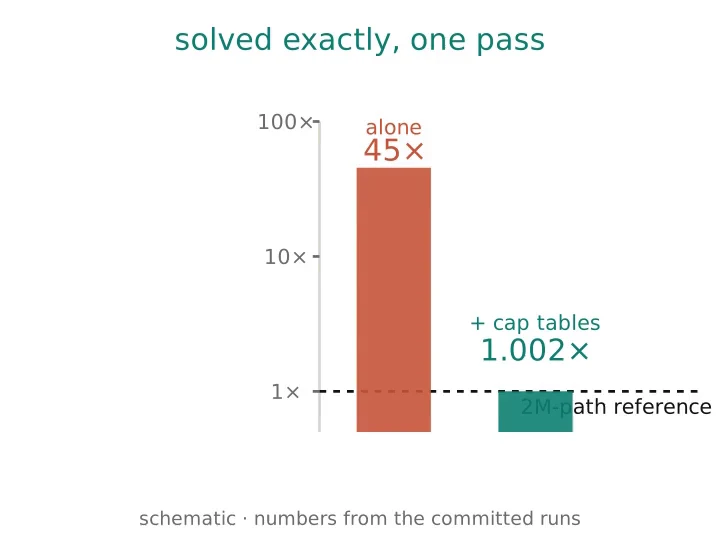 solved exactly, one pass
100×
alone
45×
10×
+ cap tables
1.002×
1×
2M-path reference
schematic · numbers from the committed runs